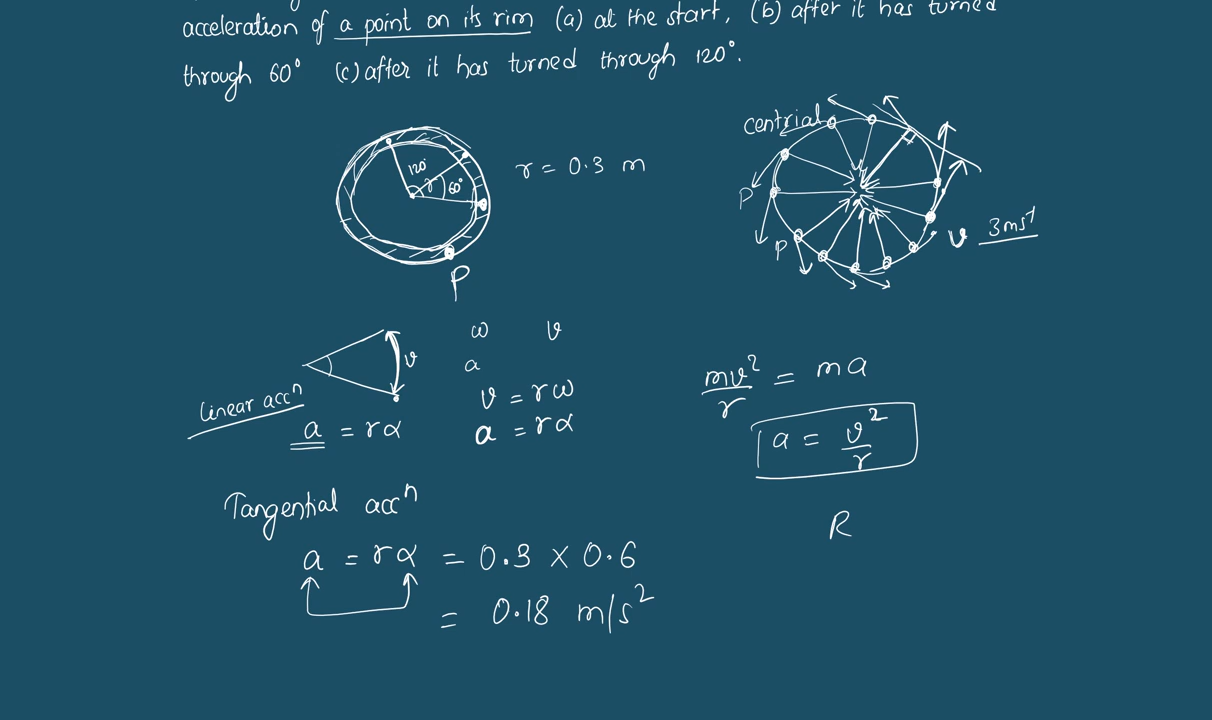 acceleration of a point on its rim (a) at the start, (b) after it has turned
through 60° (c) after it has turned through 120°.
centrial
120°
r
60°
r = 0.3 m
P
P
P
v 3ms⁻¹
ω v
v
a
linear accⁿ
v = rω
a = rα
a = rα
mv²/r = ma
a = v²/r
Tangential accⁿ
R
a = rα = 0.3 × 0.6
= 0.18 m/s²